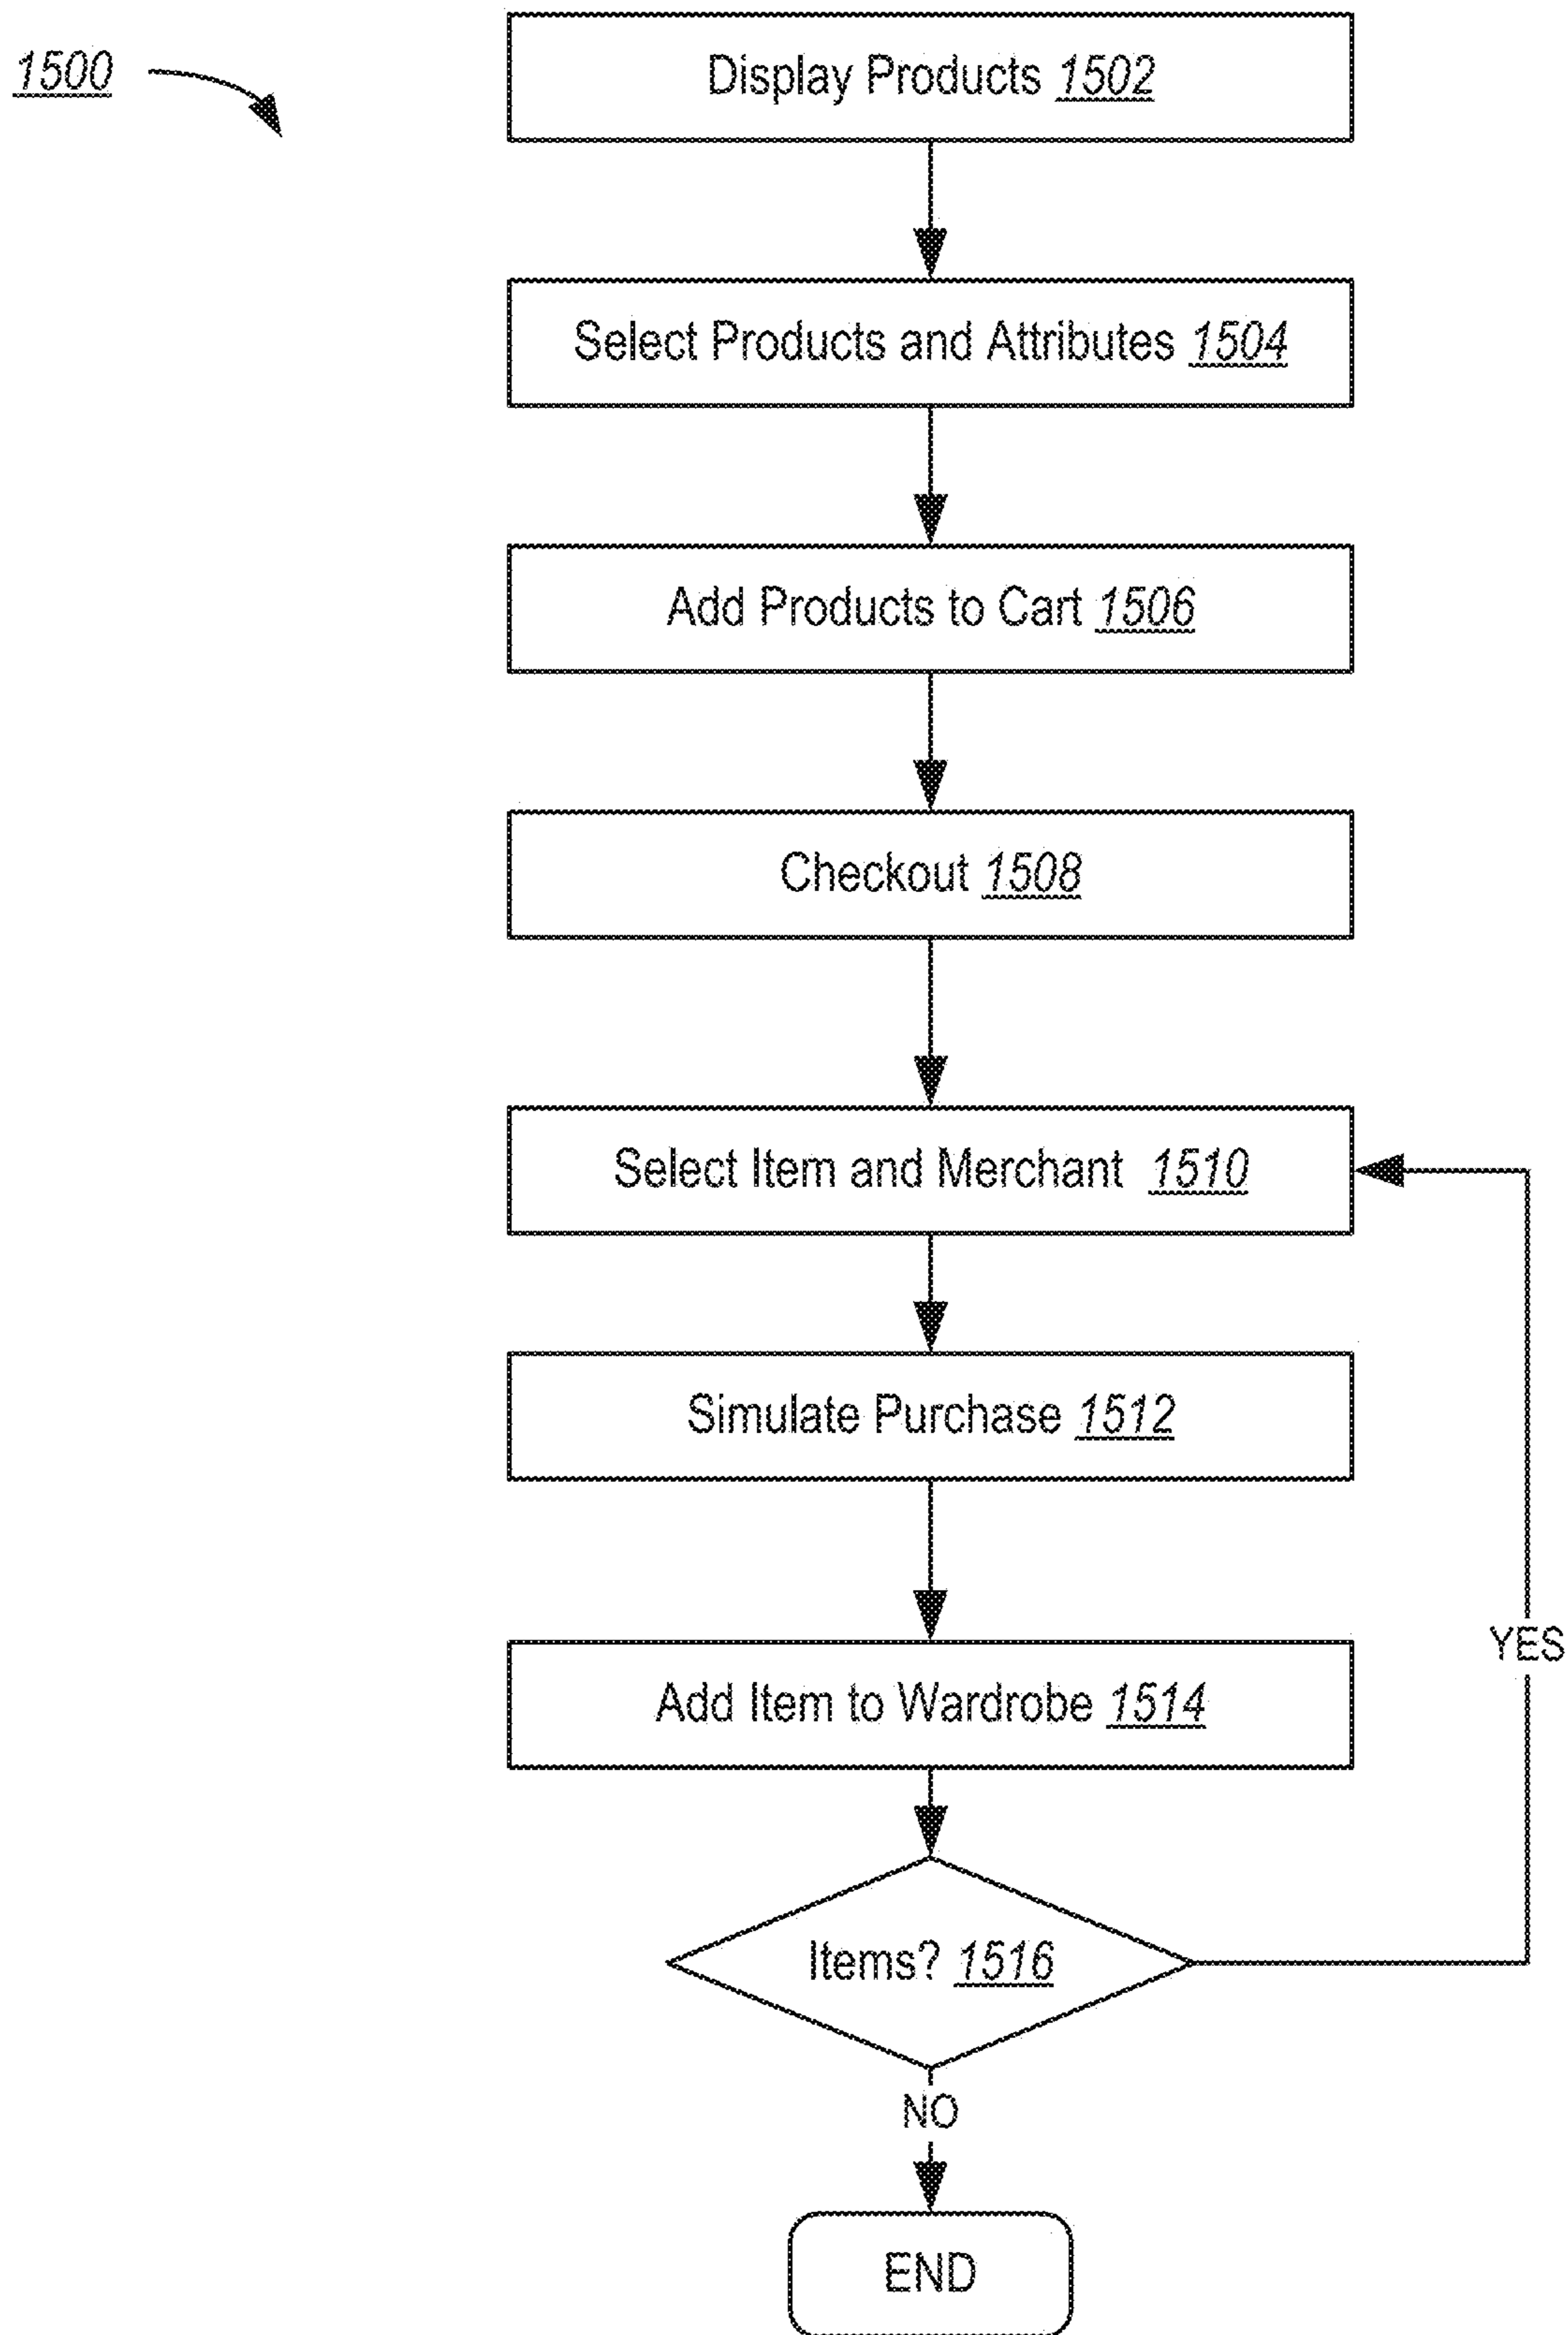 1500
Display Products 1502
Select Products and Attributes 1504
Add Products to Cart 1506
Checkout 1508
Select Item and Merchant 1510
Simulate Purchase 1512
YES
Add Item to Wardrobe 1514
Items? 1516
NO
END